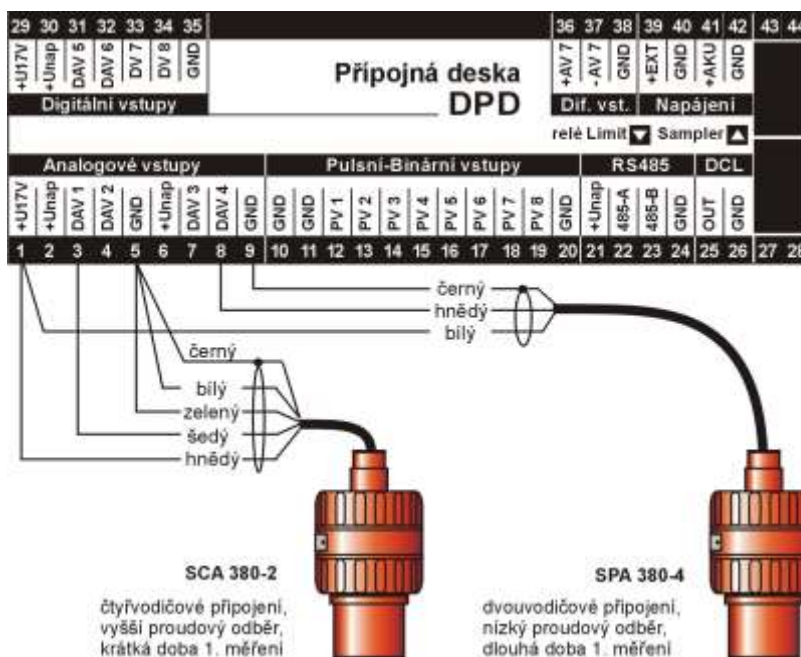 29 30 31 32 33 34 35 36 37 38 39 40 41 42 43 44
+U17V +Unap DAV 5 DAV 6 DV 7 DV 8 GND +AV 7 - AV 7 GND +EXT GND +AKU GND
Přípojná deska
Digitální vstupy DPD Dif. vst. Napájení
relé Limit Sampler
Analogové vstupy Pulsní-Binární vstupy RS485 DCL
+U17V +Unap DAV 1 DAV 2 GND +Unap DAV 3 DAV 4 GND GND GND PV 1 PV 2 PV 3 PV 4 PV 5 PV 6 PV 7 PV 8 GND +Unap 485-A 485-B GND OUT GND
1 2 3 4 5 6 7 8 9 10 11 12 13 14 15 16 17 18 19 20 21 22 23 24 25 26 27 28
černý
hnědý
bílý
černý
bílý
zelený
šedý
hnědý
SCA 380-2
čtyřvodičové připojení,
vyšší proudový odběr,
krátká doba 1. měření
SPA 380-4
dvouvodičové připojení,
nízký proudový odběr,
dlouhá doba 1. měření